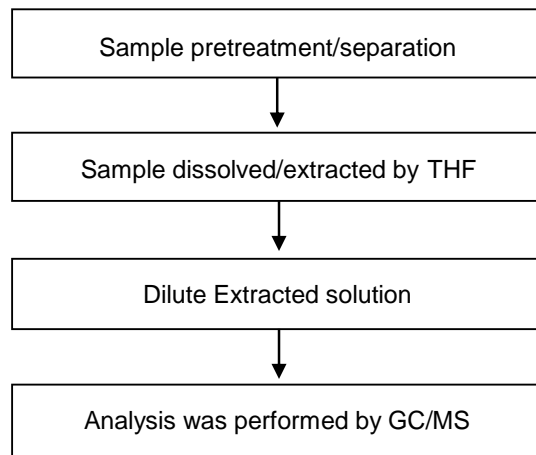 Sample pretreatment/separation
Sample dissolved/extracted by THF
Dilute Extracted solution
Analysis was performed by GC/MS